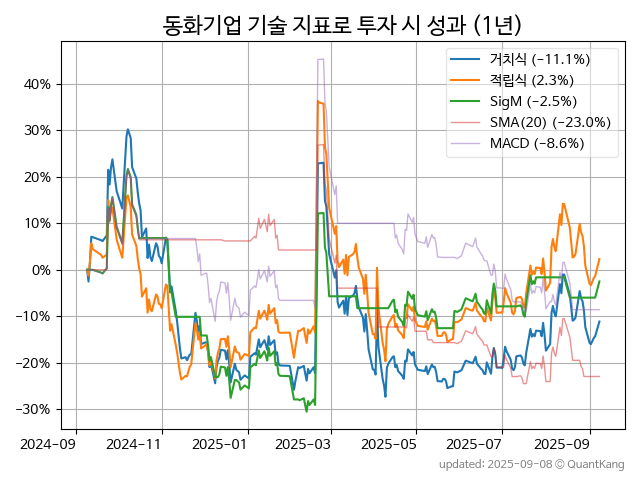 동화기업 기술 지표로 투자 시 성과 (1년)
거치식 (-11.1%)
적립식 (2.3%)
SigM (-2.5%)
SMA(20) (-23.0%)
MACD (-8.6%)
40%
30%
20%
10%
0%
-10%
-20%
-30%
2024-09 2024-11 2025-01 2025-03 2025-05 2025-07 2025-09
updated: 2025-09-08 © QuantKang